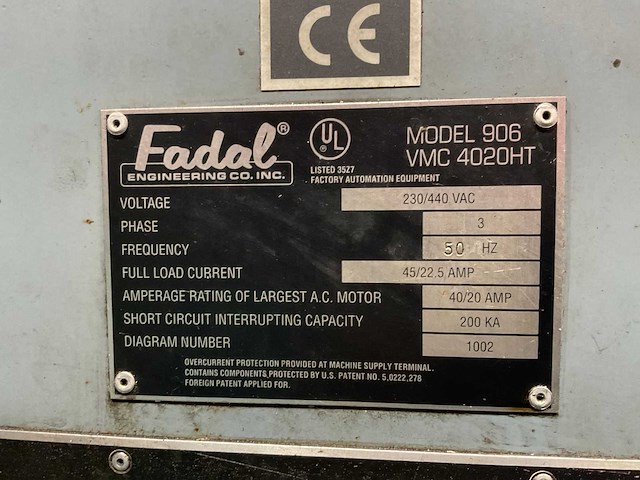 CE
Fadal®
ENGINEERING CO. INC.
UL®
LISTED 35Z7
FACTORY AUTOMATION EQUIPMENT
MODEL 906
VMC 4020HT
VOLTAGE 230/440 VAC
PHASE 3
FREQUENCY 50 HZ
FULL LOAD CURRENT 45/22.5 AMP
AMPERAGE RATING OF LARGEST A.C. MOTOR 40/20 AMP
SHORT CIRCUIT INTERRUPTING CAPACITY 200 KA
DIAGRAM NUMBER 1002
OVERCURRENT PROTECTION PROVIDED AT MACHINE SUPPLY TERMINAL.
CONTAINS COMPONENTS PROTECTED BY U.S. PATENT NO. 5,0222,276
FOREIGN PATENT APPLIED FOR.